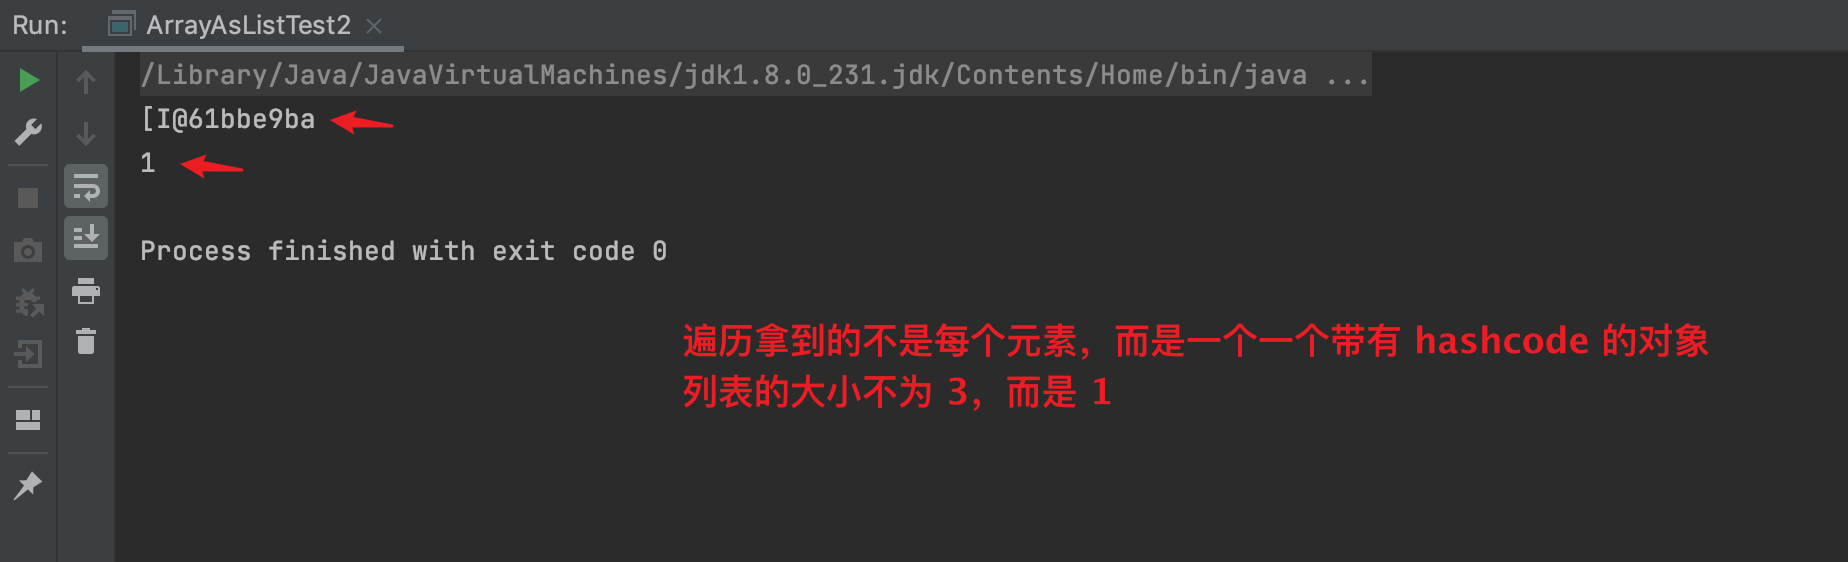 Run: ArrayAsListTest2
/Library/Java/JavaVirtualMachines/jdk1.8.0_231.jdk/Contents/Home/bin/java ...
[I@61bbe9ba
1
Process finished with exit code 0
遍历拿到的不是每个元素，而是一个一个带有 hashcode 的对象
列表的大小不为 3，而是 1